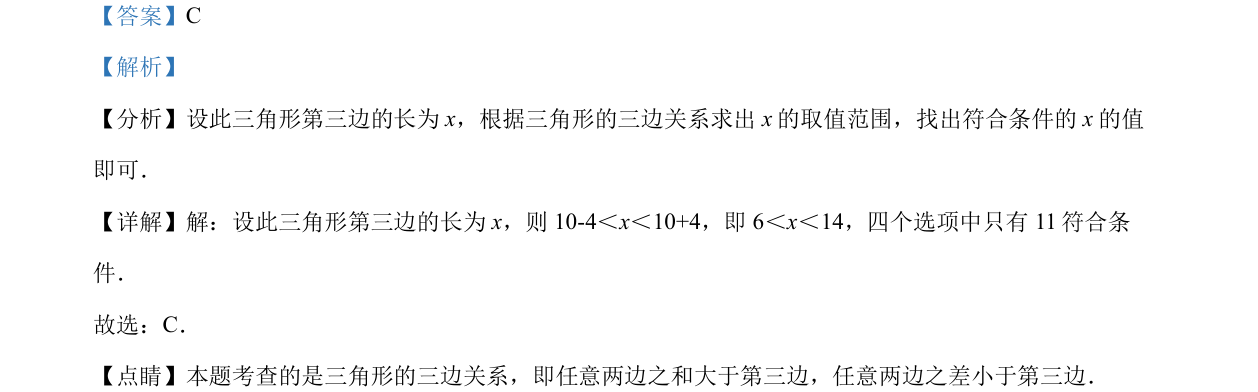 【答案】C
【解析】
【分析】设此三角形第三边的长为 x，根据三角形的三边关系求出 x 的取值范围，找出符合条件的 x 的值
即可．
【详解】解：设此三角形第三边的长为 x，则 10-4＜x＜10+4，即 6＜x＜14，四个选项中只有 11 符合条
件．
故选：C．
【点睛】本题考查的是三角形的三边关系，即任意两边之和大于第三边，任意两边之差小于第三边．